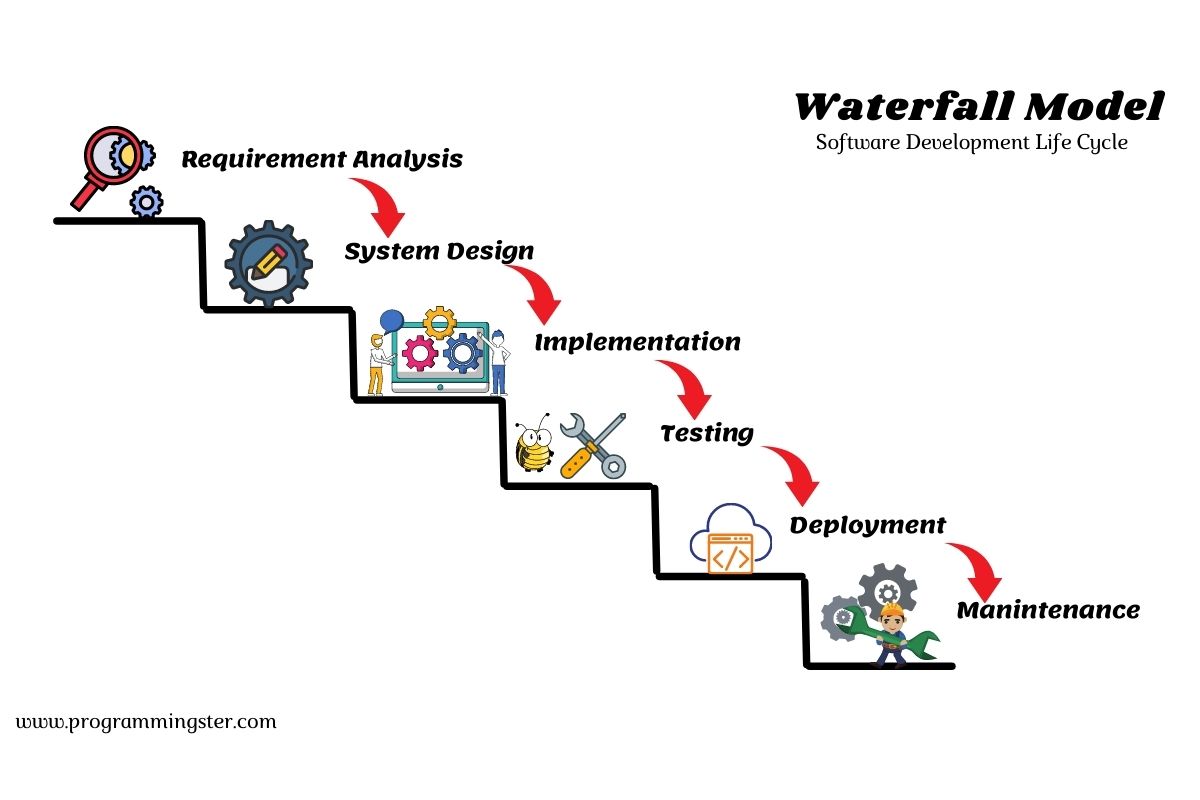 Waterfall Model
Software Development Life Cycle
Requirement Analysis
System Design
Implementation
Testing
Deployment
Manintenance
www.programmingster.com